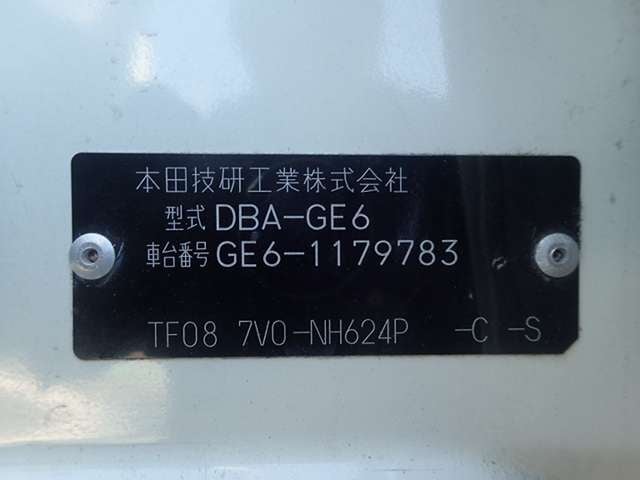 本田技研工業株式会社
型式 DBA-GE6
車台番号 GE6-1179783
TF08 7V0-NH624P -C -S